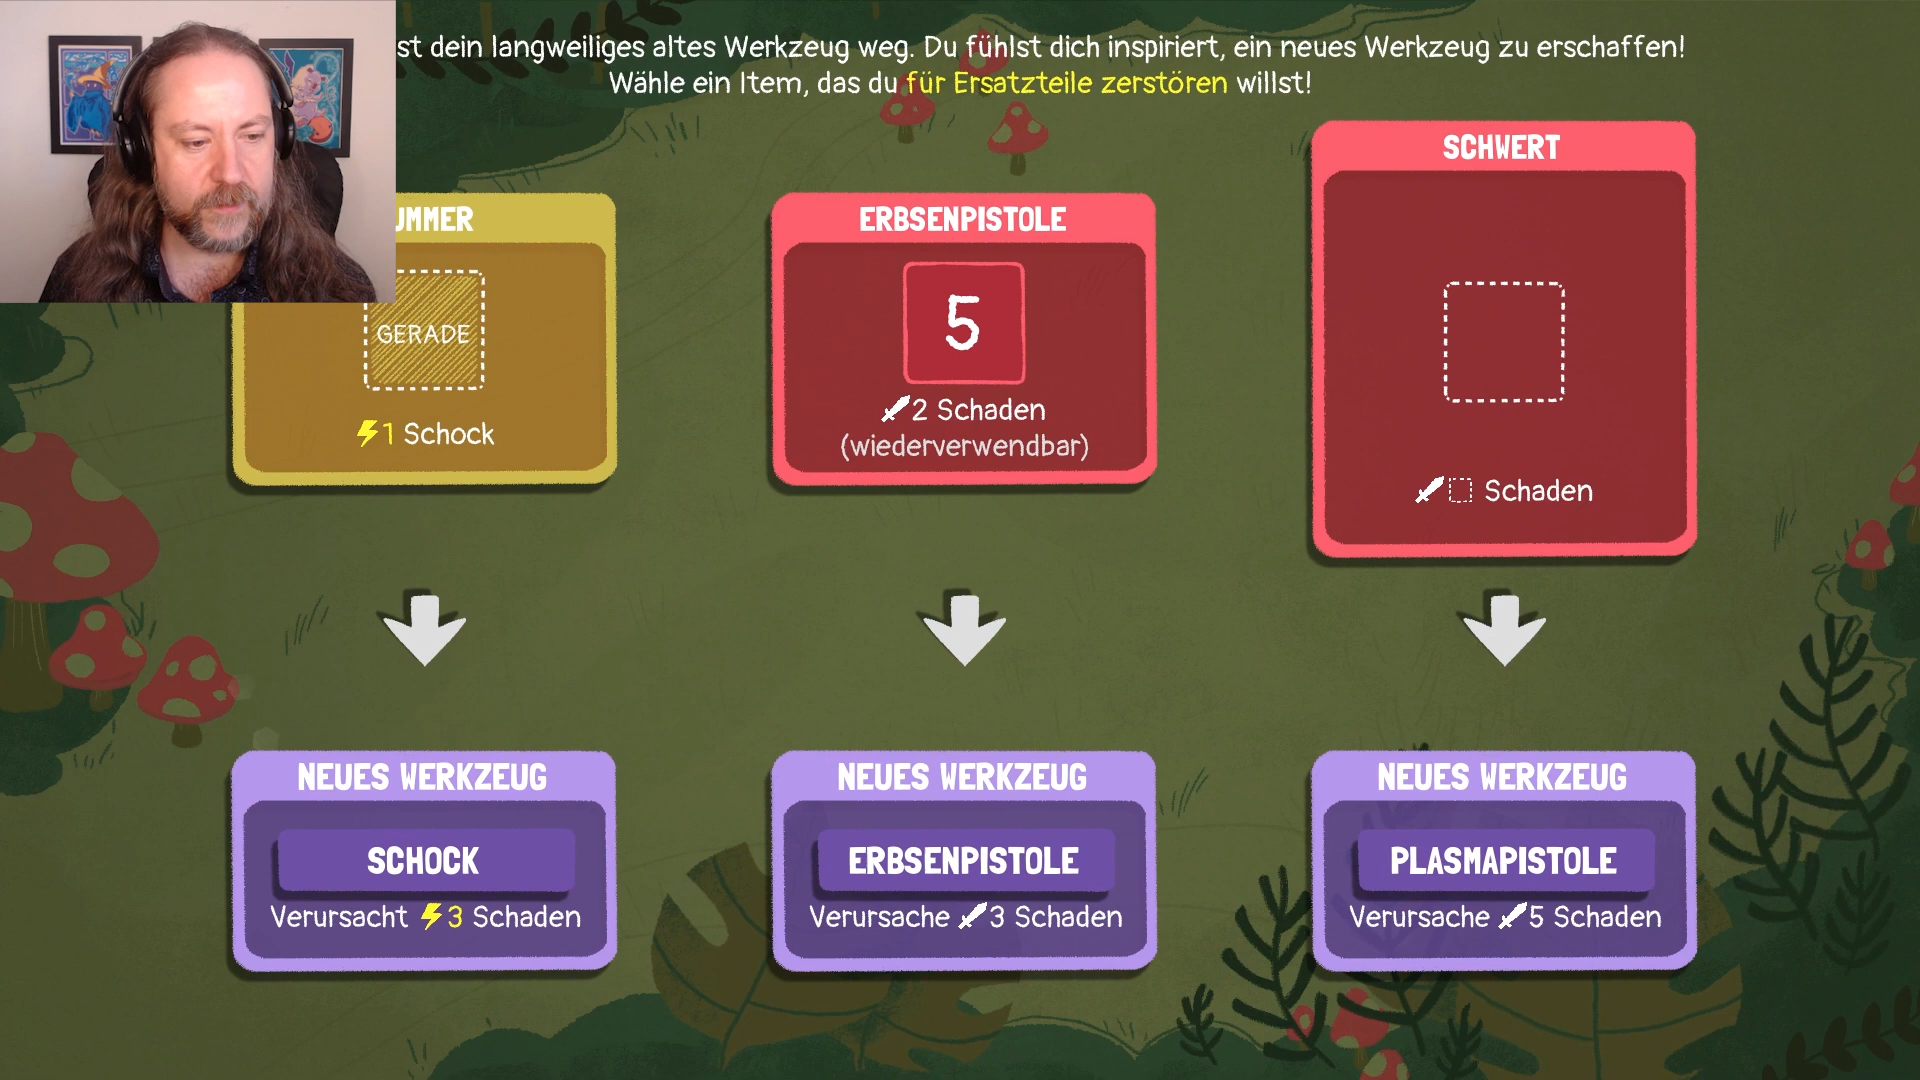 dein langweiliges altes Werkzeug weg. Du fühlst dich inspiriert, ein neues Werkzeug zu erschaffen!
Wähle ein Item, das du für Ersatzteile zerstören willst!
GERADE
1 Schock
ERBSENPISTOLE
5
2 Schaden
(wiederverwendbar)
SCHWERT
Schaden
NEUES WERKZEUG
SCHOCK
Verursacht 3 Schaden
NEUES WERKZEUG
ERBSENPISTOLE
Verursache 3 Schaden
NEUES WERKZEUG
PLASMAPISTOLE
Verursache 5 Schaden